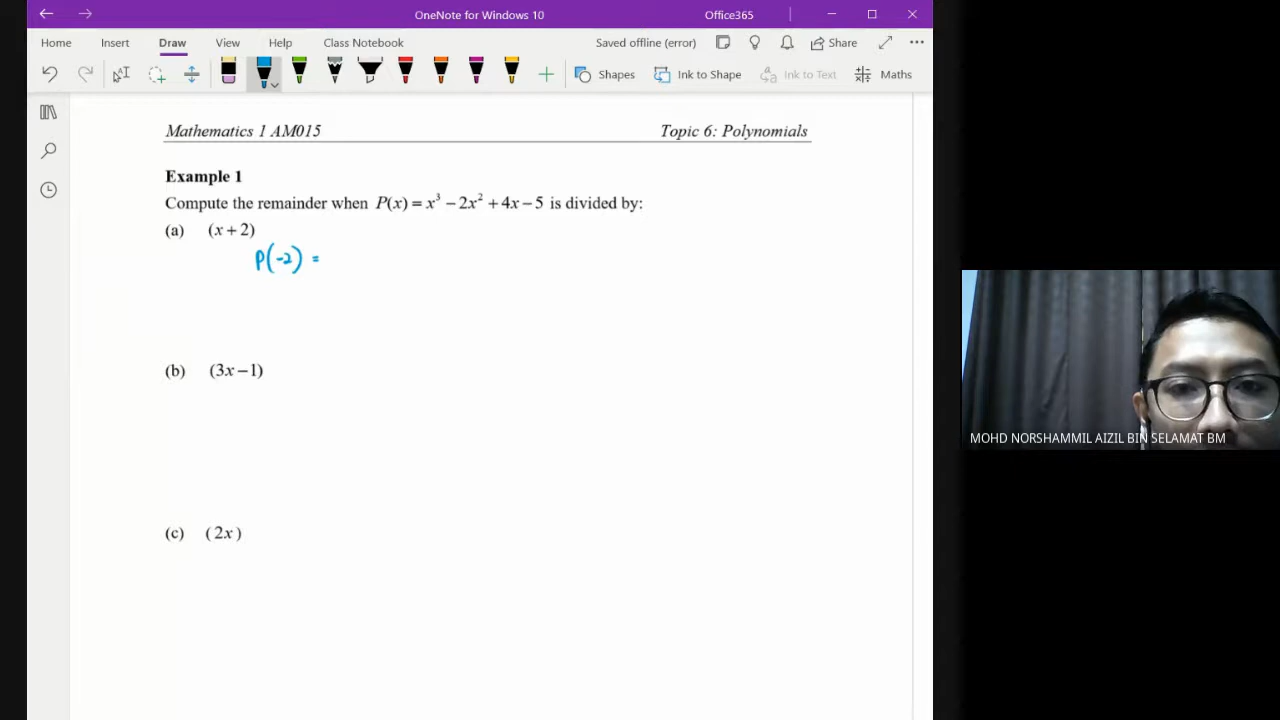 OneNote for Windows 10
Office365
Home Insert Draw View Help Class Notebook
Saved offline (error)
Share
Shapes
Ink to Shape
Ink to Text
Maths
Mathematics 1 AM015
Topic 6: Polynomials
Example 1
Compute the remainder when P(x) = x³ − 2x² + 4x − 5 is divided by:
(a) (x + 2)
P(-2) =
(b) (3x − 1)
(c) (2x)
MOHD NORSHAMMIL AIZIL BIN SELAMAT BM